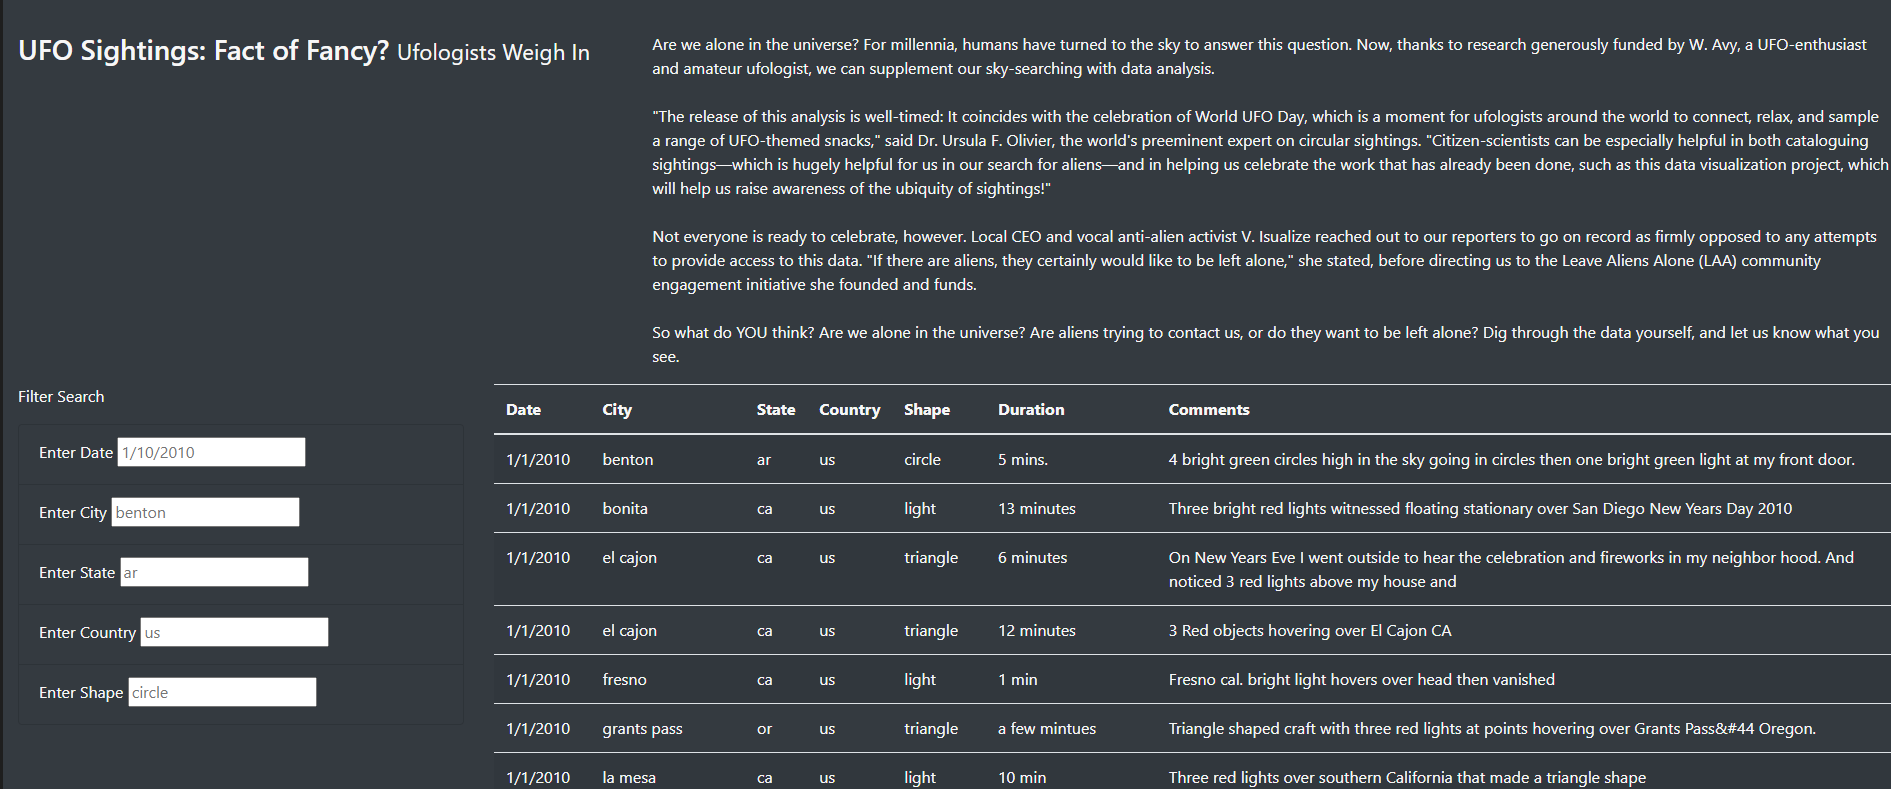 UFO Sightings: Fact of Fancy? Ufologists Weigh In
Are we alone in the universe? For millennia, humans have turned to the sky to answer this question. Now, thanks to research generously funded by W. Avy, a UFO-enthusiast
and amateur ufologist, we can supplement our sky-searching with data analysis.
"The release of this analysis is well-timed: It coincides with the celebration of World UFO Day, which is a moment for ufologists around the world to connect, relax, and sample
a range of UFO-themed snacks," said Dr. Ursula F. Olivier, the world's preeminent expert on circular sightings. "Citizen-scientists can be especially helpful in both cataloguing
sightings—which is hugely helpful for us in our search for aliens—and in helping us celebrate the work that has already been done, such as this data visualization project, which
will help us raise awareness of the ubiquity of sightings!"
Not everyone is ready to celebrate, however. Local CEO and vocal anti-alien activist V. Isualize reached out to our reporters to go on record as firmly opposed to any attempts
to provide access to this data. "If there are aliens, they certainly would like to be left alone," she stated, before directing us to the Leave Aliens Alone (LAA) community
engagement initiative she founded and funds.
So what do YOU think? Are we alone in the universe? Are aliens trying to contact us, or do they want to be left alone? Dig through the data yourself, and let us know what you
see.
Filter Search
Enter Date 1/10/2010
Enter City benton
Enter State ar
Enter Country us
Enter Shape circle
Date City State Country Shape Duration Comments
1/1/2010 benton ar us circle 5 mins. 4 bright green circles high in the sky going in circles then one bright green light at my front door.
1/1/2010 bonita ca us light 13 minutes Three bright red lights witnessed floating stationary over San Diego New Years Day 2010
1/1/2010 el cajon ca us triangle 6 minutes On New Years Eve I went outside to hear the celebration and fireworks in my neighbor hood. And
noticed 3 red lights above my house and
1/1/2010 el cajon ca us triangle 12 minutes 3 Red objects hovering over El Cajon CA
1/1/2010 fresno ca us light 1 min Fresno cal. bright light hovers over head then vanished
1/1/2010 grants pass or us triangle a few mintues Triangle shaped craft with three red lights at points hovering over Grants Pass&#44 Oregon.
1/1/2010 la mesa ca us light 10 min Three red lights over southern California that made a triangle shape